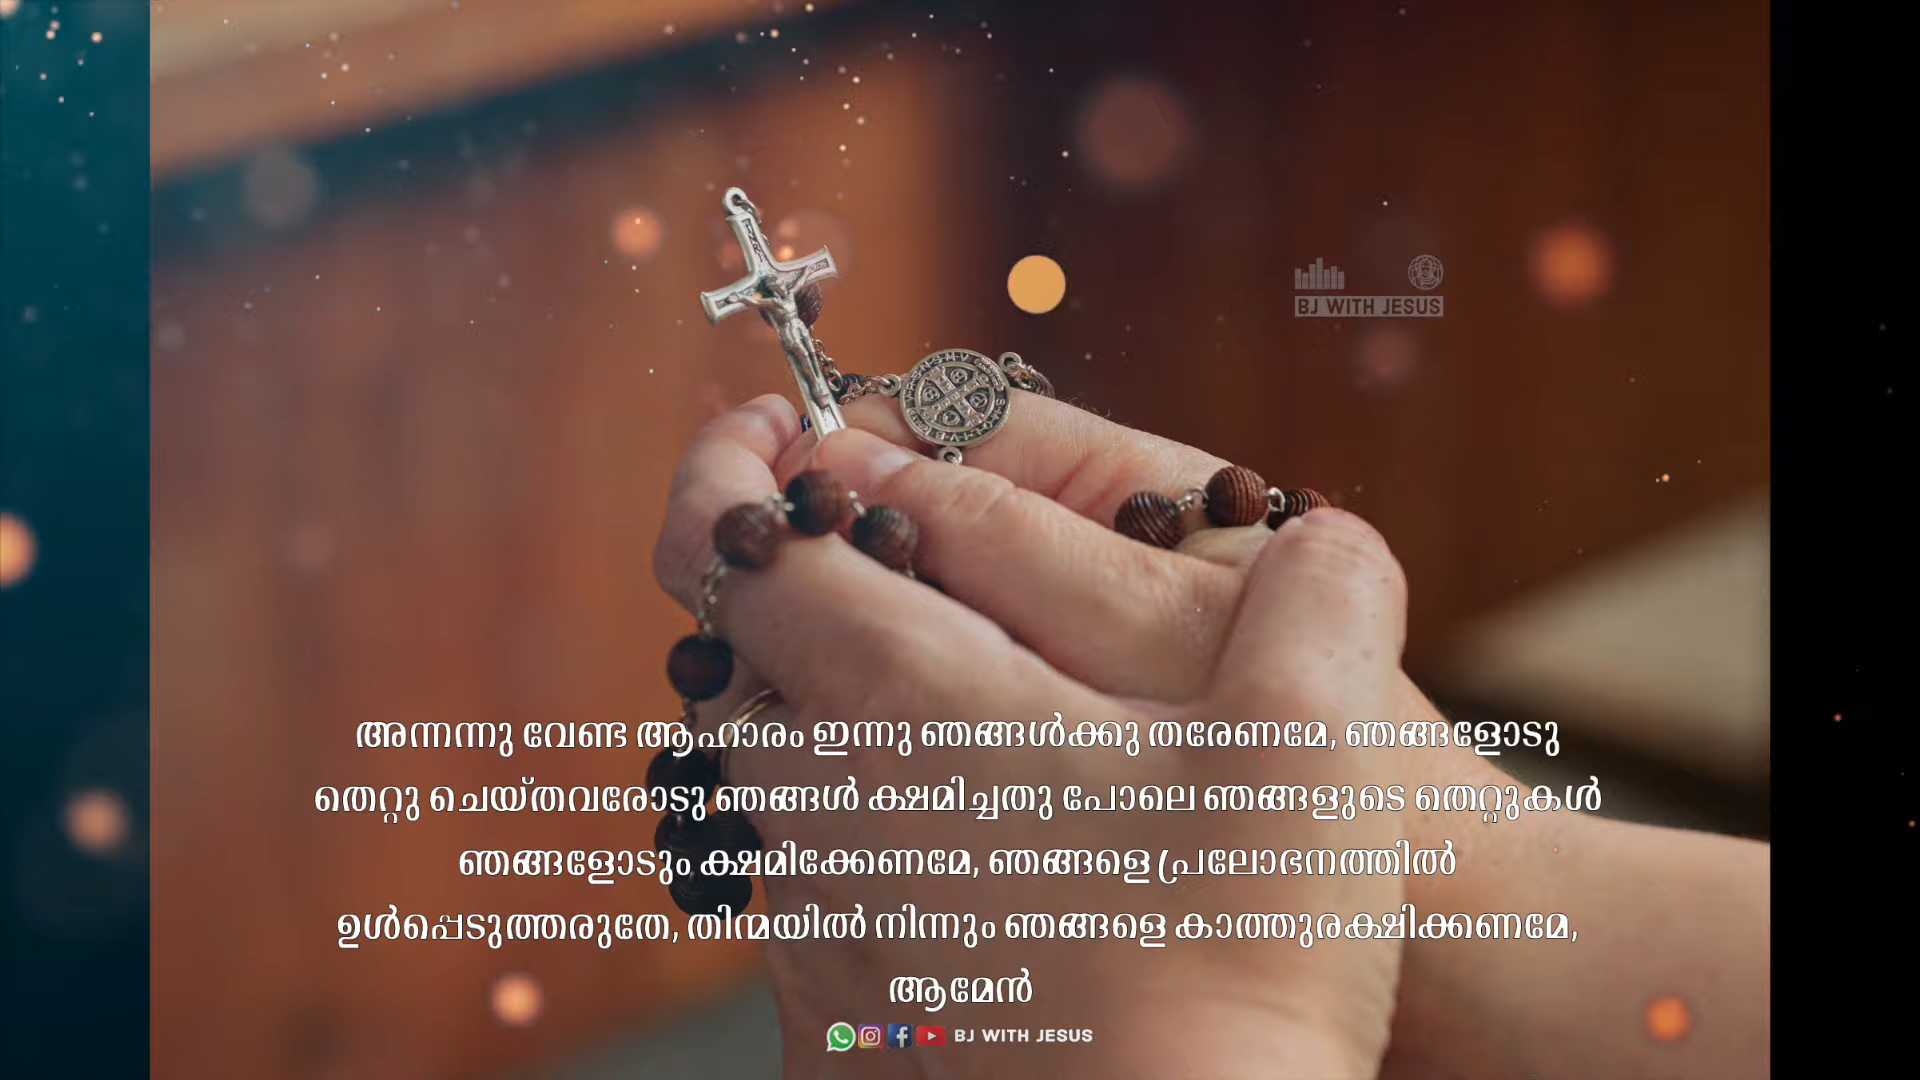 BJ WITH JESUS
അന്നന്നു വേണ്ട ആഹാരം ഇന്നു ഞങ്ങൾക്കു തരേണമേ, ഞങ്ങളോടു
തെറ്റു ചെയ്തവരോടു ഞങ്ങൾ ക്ഷമിച്ചതു പോലെ ഞങ്ങളുടെ തെറ്റുകൾ
ഞങ്ങളോടും ക്ഷമിക്കേണമേ, ഞങ്ങളെ പ്രലോഭനത്തിൽ
ഉൾപ്പെടുത്തരുതേ, തിന്മയിൽ നിന്നും ഞങ്ങളെ കാത്തുരക്ഷിക്കണമേ,
ആമേൻ
BJ WITH JESUS